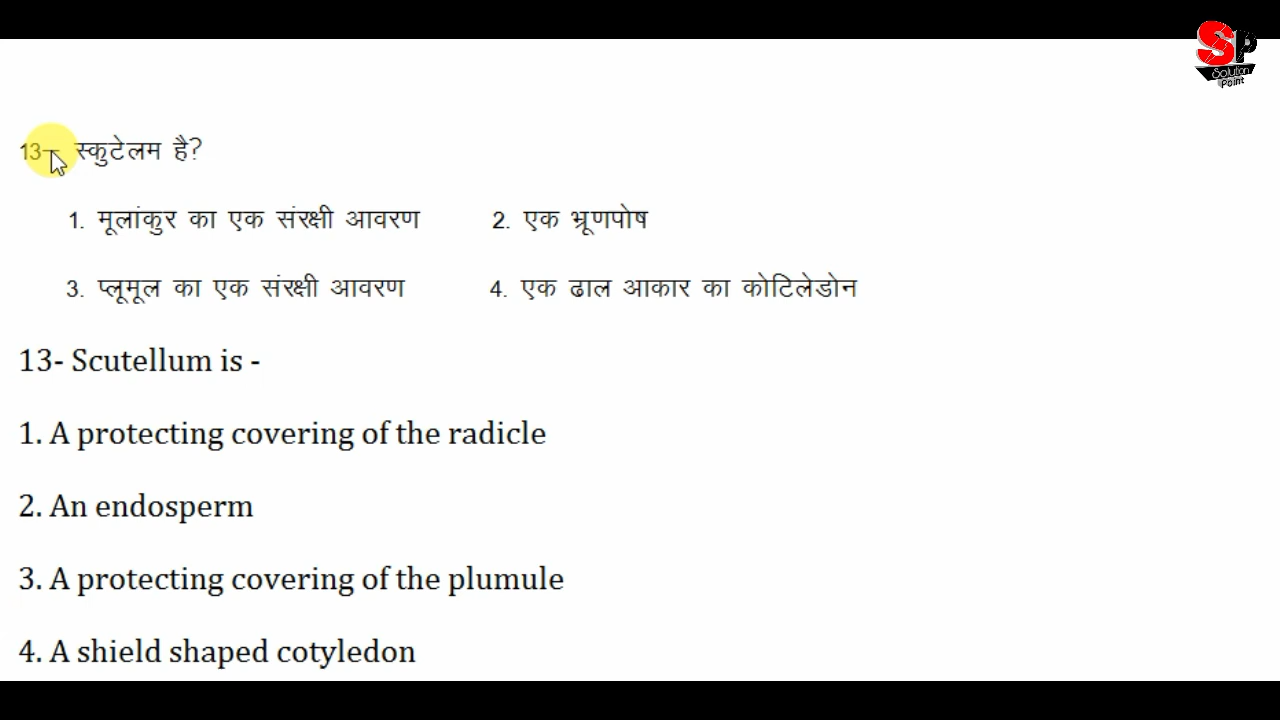 SP
Solution
Point
13- स्कुटेलम है?
1. मूलांकुर का एक संरक्षी आवरण 2. एक भ्रूणपोष
3. प्लूमूल का एक संरक्षी आवरण 4. एक ढाल आकार का कोटिलेडोन
13- Scutellum is -
1. A protecting covering of the radicle
2. An endosperm
3. A protecting covering of the plumule
4. A shield shaped cotyledon